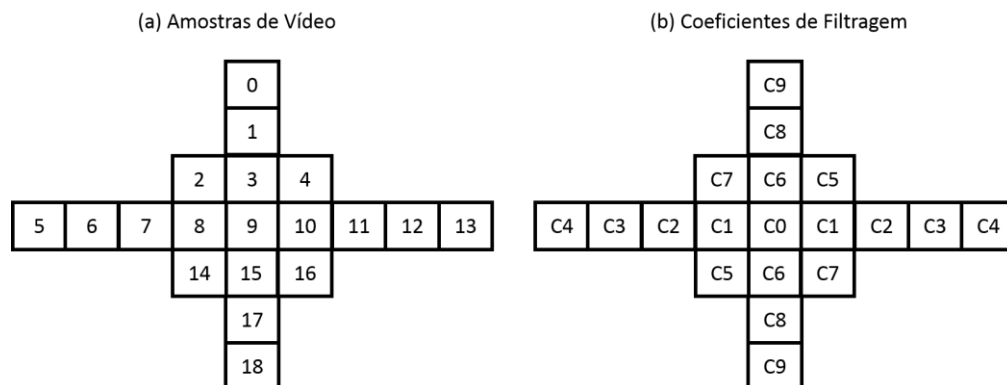 (a) Amostras de Vídeo
0
1
2 3 4
5 6 7 8 9 10 11 12 13
14 15 16
17
18
(b) Coeficientes de Filtragem
C9
C8
C7 C6 C5
C4 C3 C2 C1 C0 C1 C2 C3 C4
C5 C6 C7
C8
C9